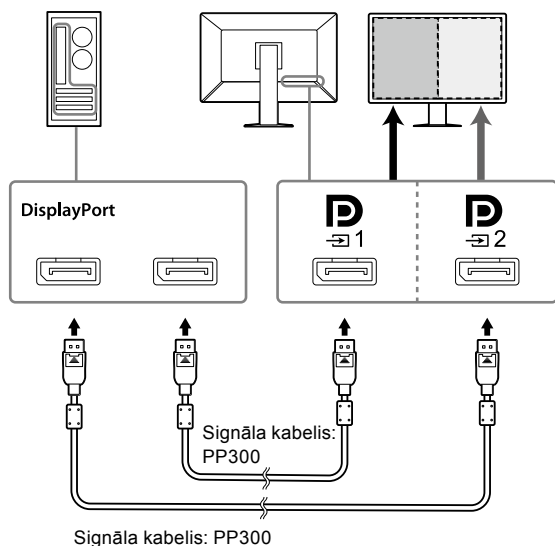 DisplayPort
1
2
Signāla kabelis:
PP300
Signāla kabelis: PP300